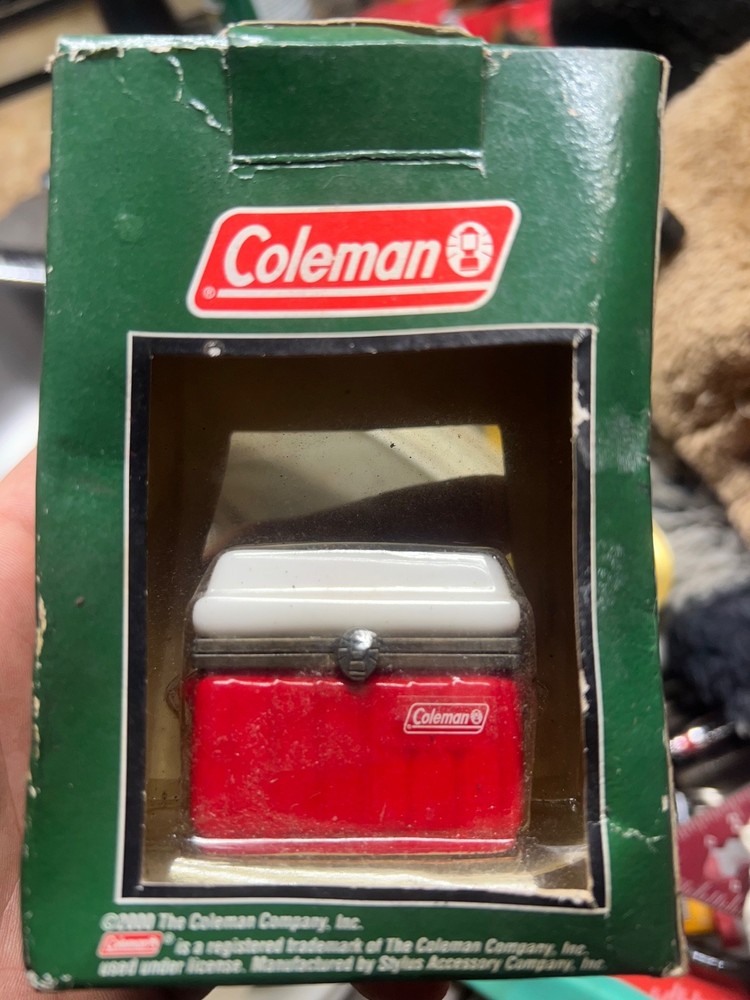 Coleman
®
Coleman
©2000 The Coleman Company, Inc.
Coleman® is a registered trademark of The Coleman Company, Inc.
used under license. Manufactured by Stylus Accessory Company, Inc.